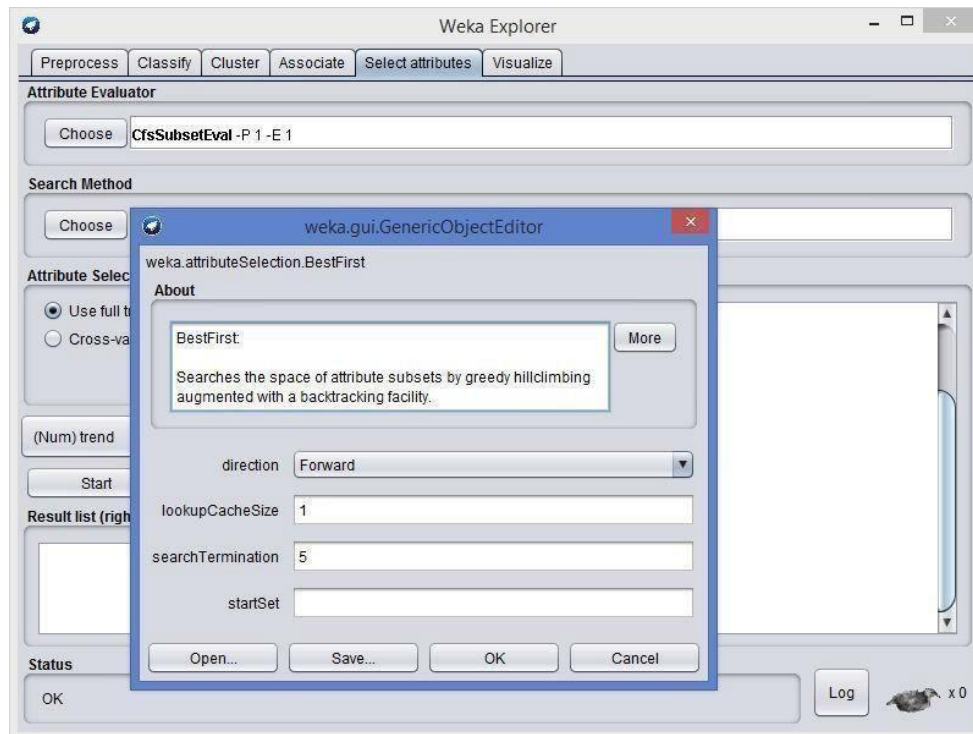 Weka Explorer
Preprocess Classify Cluster Associate Select attributes Visualize
Attribute Evaluator
Choose CfsSubsetEval -P 1 -E 1
Search Method
Choose
weka.gui.GenericObjectEditor
weka.attributeSelection.BestFirst
About
BestFirst:
More
Searches the space of attribute subsets by greedy hillclimbing
augmented with a backtracking facility.
direction Forward
lookupCacheSize 1
searchTermination 5
startSet
Open... Save... OK Cancel
Attribute Selec
Use full t
Cross-va
(Num) trend
Start
Result list (righ
Status
OK
Log x 0